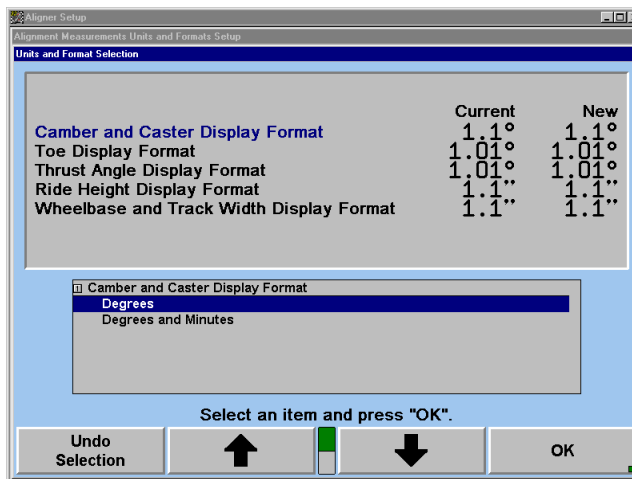 Aligner Setup
Alignment Measurements Units and Formats Setup
Units and Format Selection
Current New
Camber and Caster Display Format 1.1° 1.1°
Toe Display Format 1.01° 1.01°
Thrust Angle Display Format 1.01° 1.01°
Ride Height Display Format 1.1" 1.1"
Wheelbase and Track Width Display Format 1.1" 1.1"
Camber and Caster Display Format
Degrees
Degrees and Minutes
Select an item and press "OK".
Undo Selection
OK